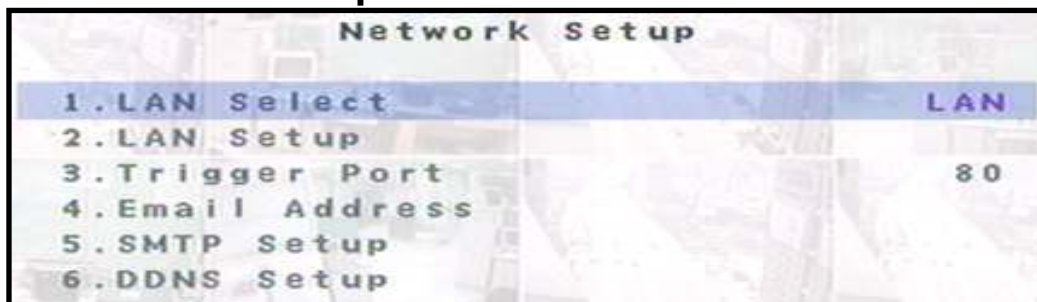 Network Setup
1.LAN Select LAN
2.LAN Setup
3.Trigger Port 80
4.Email Address
5.SMTP Setup
6.DDNS Setup